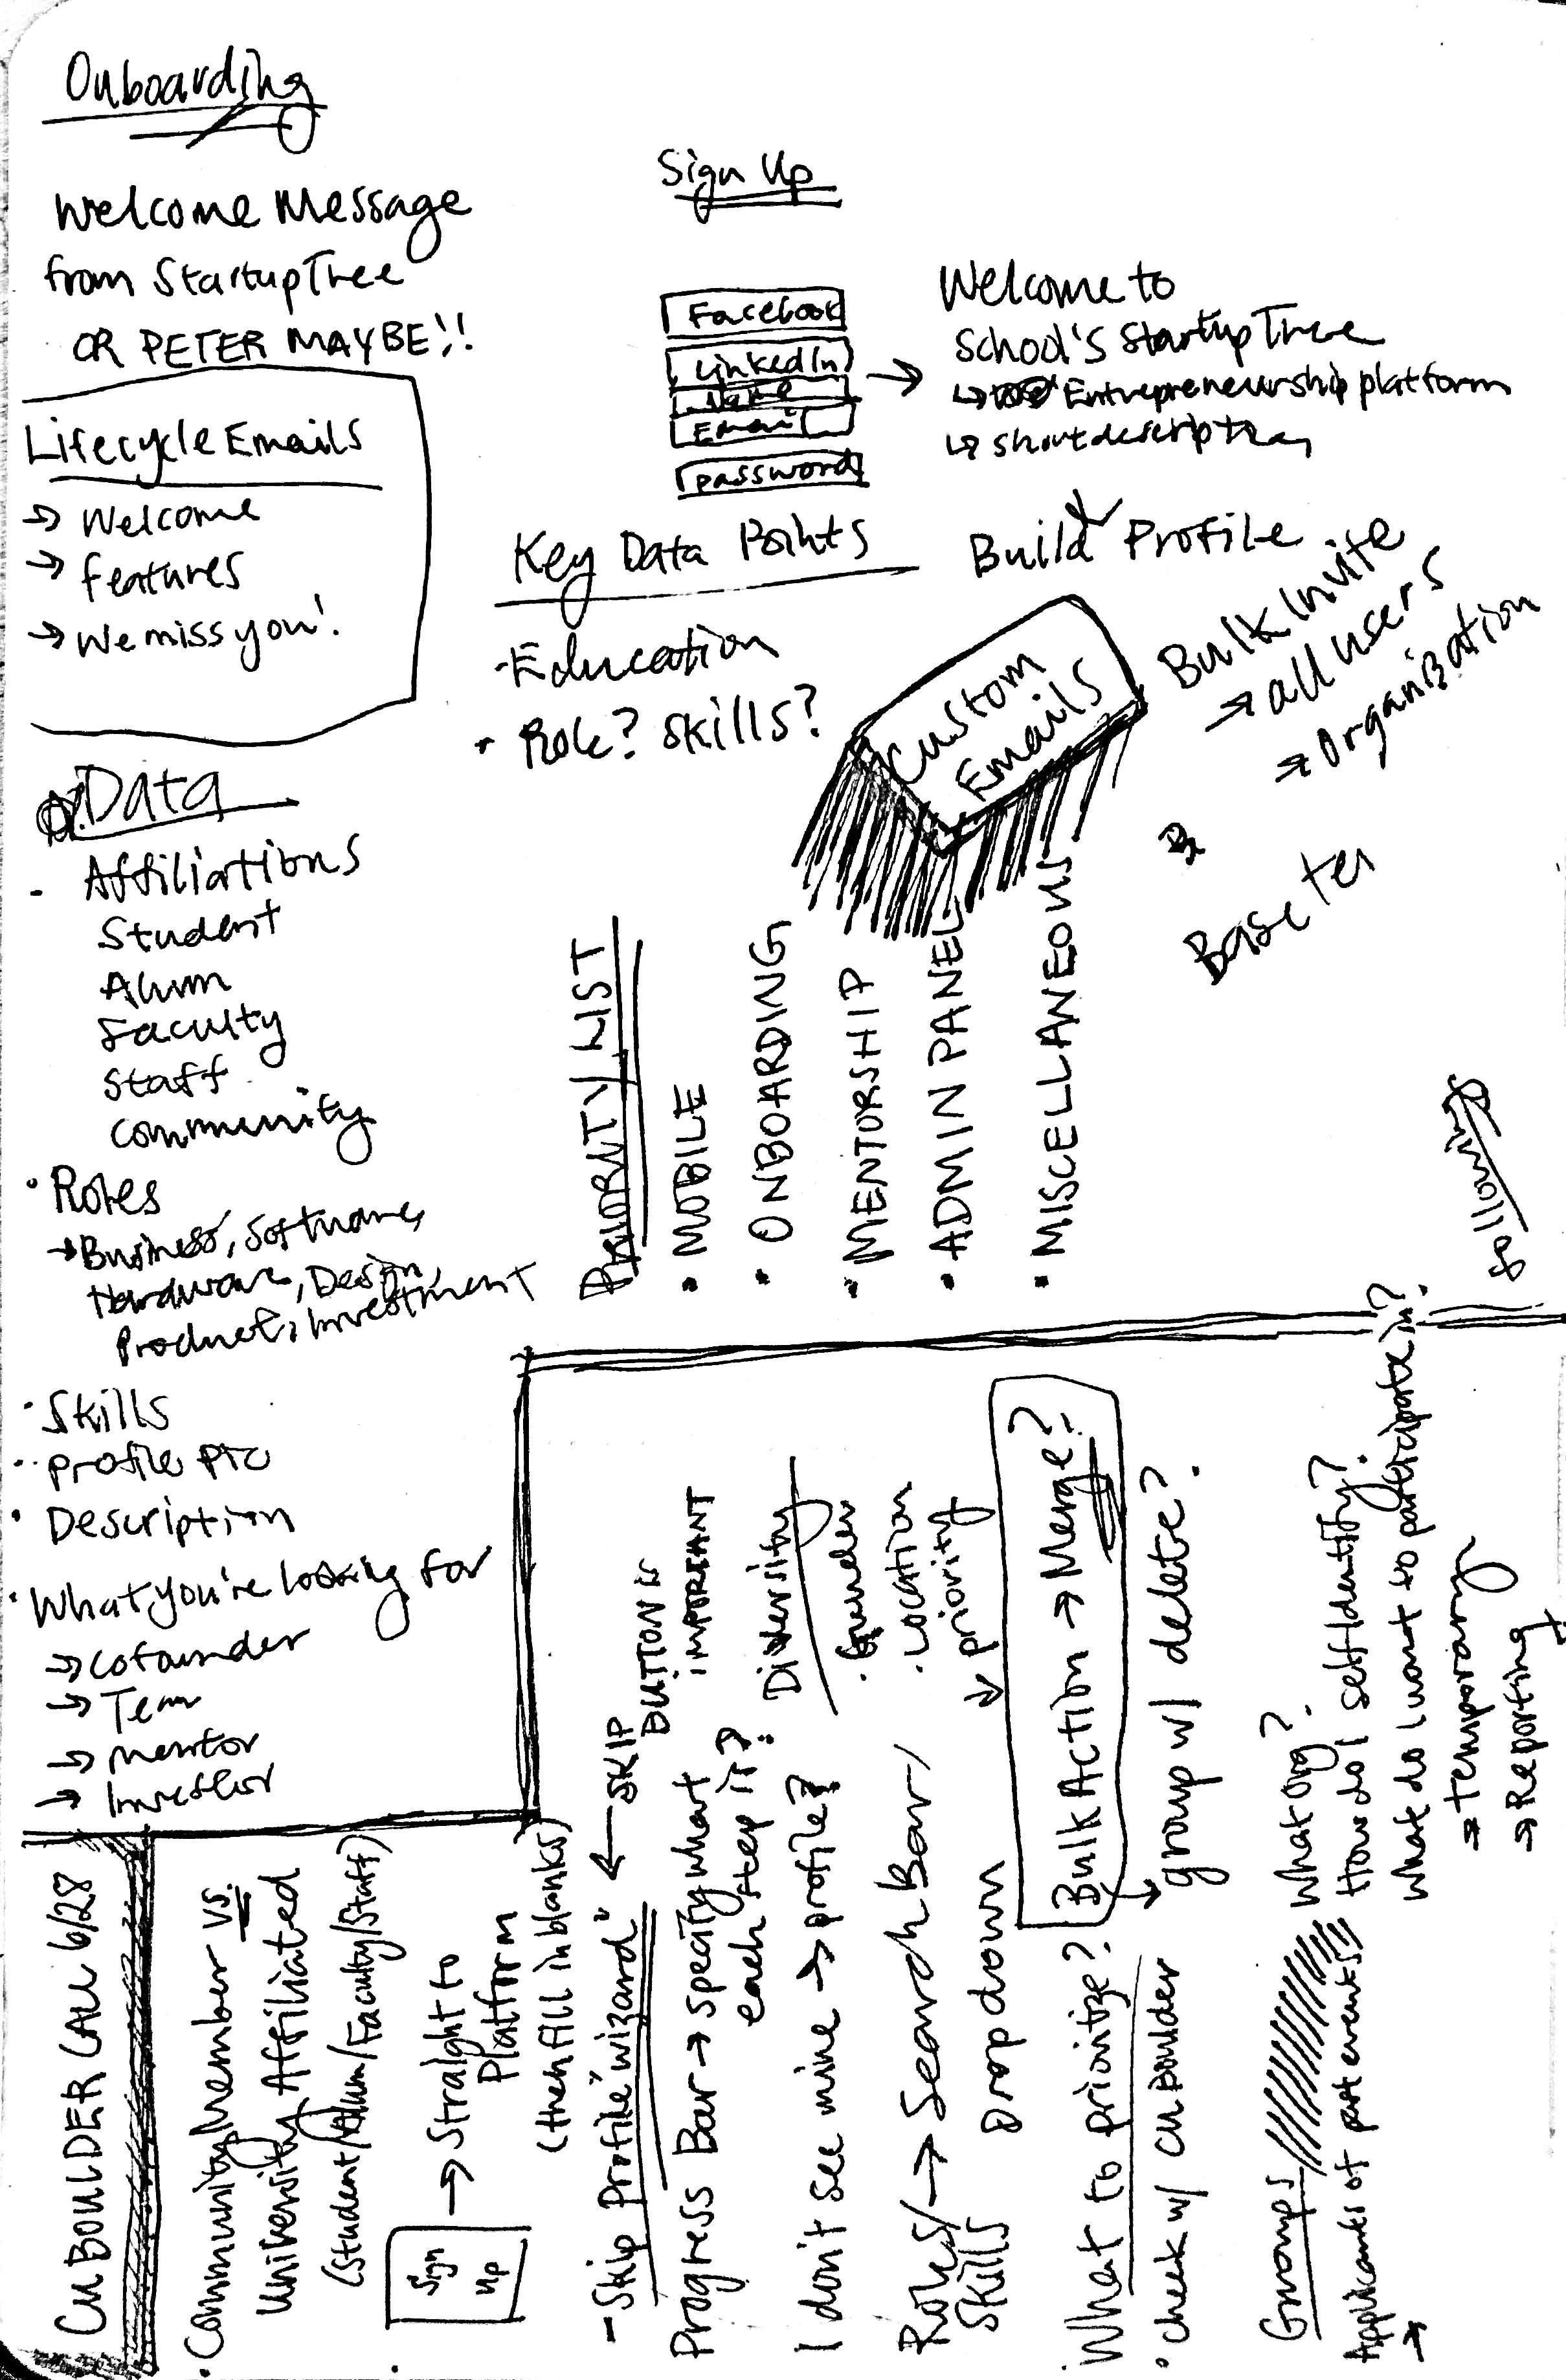 Onboarding
Welcome Message
from StartupTree
OR PETER MAYBE!!
Lifecycle Emails
→ Welcome
→ features
→ We miss you!
Sign Up
Facebook
LinkedIn
Name
Email
password
→
Welcome to
School's StartupTree
↳ Entrepreneurship platform
↳ short description
Build Profile
Key Data Points
· Education
· Role? Skills?
Custom
Emails
Bulk Invite
→ all users
→ Organization
Base
Data
- Affiliations
Student
Alum
Faculty
Staff
Community
· Roles
→ Business, Software,
Hardware, Design,
Product, Investment
· Skills
· profile pic
· Description
· What you're looking for
→ cofounder
→ Team
→ mentor
→ Investor
PRIORITY LIST
· MOBILE
· ONBOARDING
· MENTORSHIP
· ADMIN PANEL
· MISCELLANEOUS
following
CU BOULDER CALL 6/28
· Community Member vs.
University Affiliated
(Student/Alum/Faculty/Staff)
Sign
Up
→ Straight to
Platform
(then fill in blanks)
- Skip Profile "wizard" ← SKIP
BUTTON is
IMPORTANT
Progress Bar → specify what
each step is?
I don't see mine → profile?
Diversity
· Gender
· Location
↓ priority
Roles/ → Search Bar/
Skills drop down
Bulk Action → Merge?
↳ group w/ delete?
What to prioritize?
· check w/ CU BOULDER
Groups
Applicants of past events
→
What org?
How do I self Identify?
What do I want to participate in?
→ temporary
→ Reporting